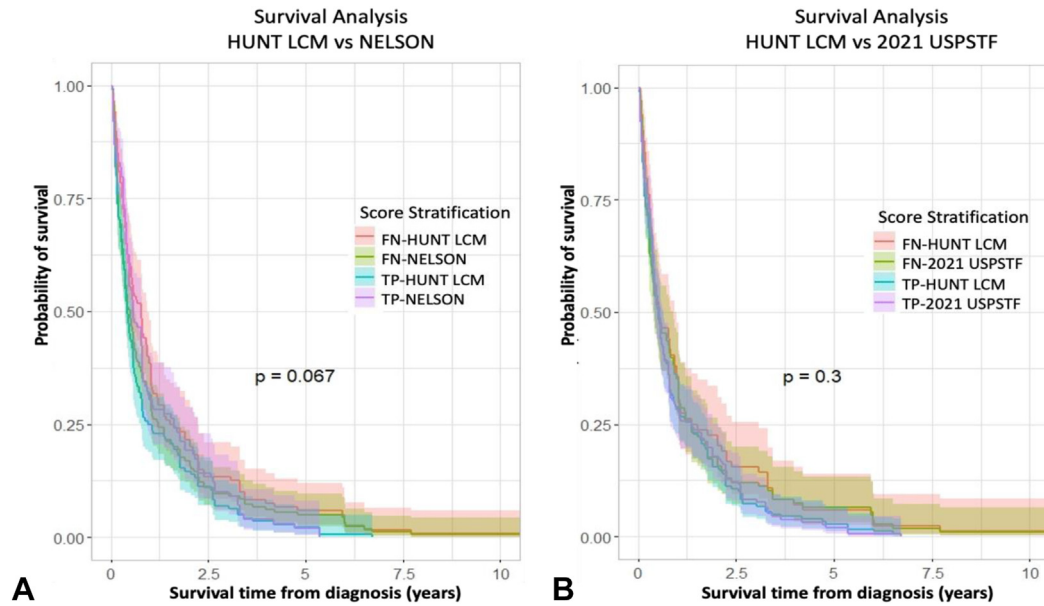 Survival Analysis
HUNT LCM vs NELSON
Probability of survival
1.00
0.75
0.50
0.25
0.00
Score Stratification
FN-HUNT LCM
FN-NELSON
TP-HUNT LCM
TP-NELSON
p = 0.067
0 2.5 5 7.5 10
Survival time from diagnosis (years)
A
Survival Analysis
HUNT LCM vs 2021 USPSTF
Probability of survival
1.00
0.75
0.50
0.25
0.00
Score Stratification
FN-HUNT LCM
FN-2021 USPSTF
TP-HUNT LCM
TP-2021 USPSTF
p = 0.3
0 2.5 5 7.5 10
Survival time from diagnosis (years)
B